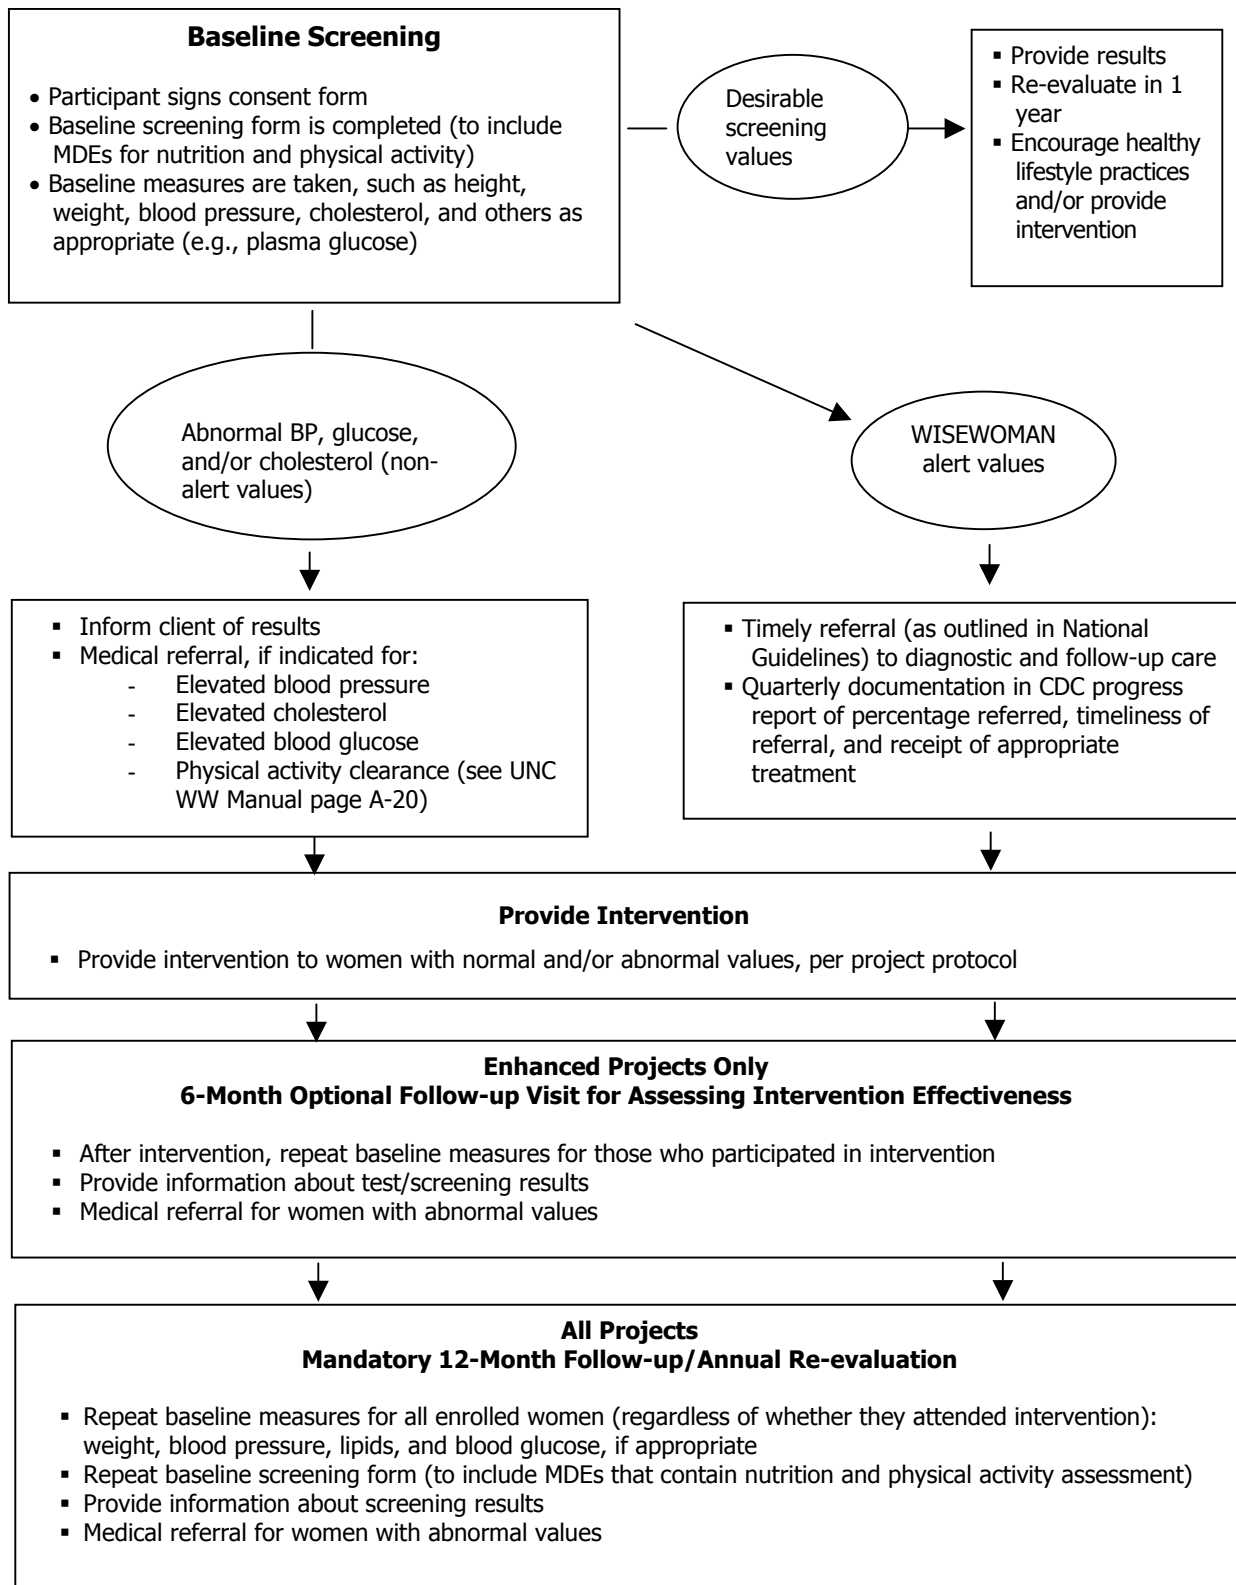 Baseline Screening
• Participant signs consent form
• Baseline screening form is completed (to include
MDEs for nutrition and physical activity)
• Baseline measures are taken, such as height,
weight, blood pressure, cholesterol, and others as
appropriate (e.g., plasma glucose)
Desirable
screening
values
▪ Provide results
▪ Re-evaluate in 1
year
▪ Encourage healthy
lifestyle practices
and/or provide
intervention
Abnormal BP, glucose,
and/or cholesterol (non-
alert values)
WISEWOMAN
alert values
▪ Inform client of results
▪ Medical referral, if indicated for:
- Elevated blood pressure
- Elevated cholesterol
- Elevated blood glucose
- Physical activity clearance (see UNC
WW Manual page A-20)
▪ Timely referral (as outlined in National
Guidelines) to diagnostic and follow-up care
▪ Quarterly documentation in CDC progress
report of percentage referred, timeliness of
referral, and receipt of appropriate
treatment
Provide Intervention
▪ Provide intervention to women with normal and/or abnormal values, per project protocol
Enhanced Projects Only
6-Month Optional Follow-up Visit for Assessing Intervention Effectiveness
▪ After intervention, repeat baseline measures for those who participated in intervention
▪ Provide information about test/screening results
▪ Medical referral for women with abnormal values
All Projects
Mandatory 12-Month Follow-up/Annual Re-evaluation
▪ Repeat baseline measures for all enrolled women (regardless of whether they attended intervention):
weight, blood pressure, lipids, and blood glucose, if appropriate
▪ Repeat baseline screening form (to include MDEs that contain nutrition and physical activity assessment)
▪ Provide information about screening results
▪ Medical referral for women with abnormal values